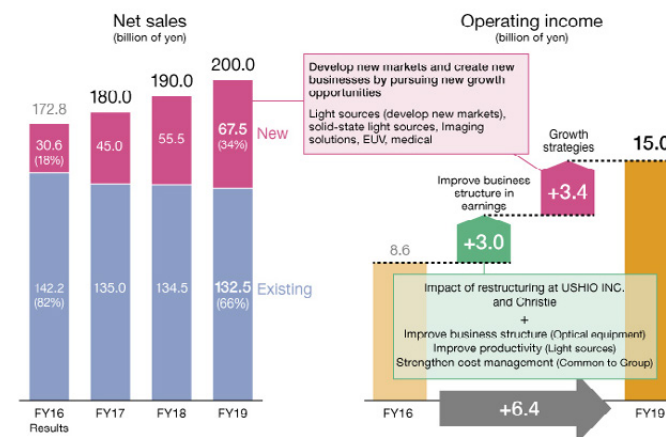 Net sales
(billion of yen)
172.8
180.0
190.0
200.0
30.6
(18%)
45.0
55.5
67.5
(34%)
New
142.2
(82%)
135.0
134.5
132.5
(66%)
Existing
FY16
Results
FY17
FY18
FY19
Operating income
(billion of yen)
Develop new markets and create new
businesses by pursuing new growth
opportunities
Light sources (develop new markets),
solid-state light sources, Imaging
solutions, EUV, medical
Growth
strategies
15.0
+3.4
Improve business
structure in
earnings
+3.0
8.6
Impact of restructuring at USHIO INC.
and Christie
+
Improve business structure (Optical equipment)
Improve productivity (Light sources)
Strengthen cost management (Common to Group)
FY16
+6.4
FY19